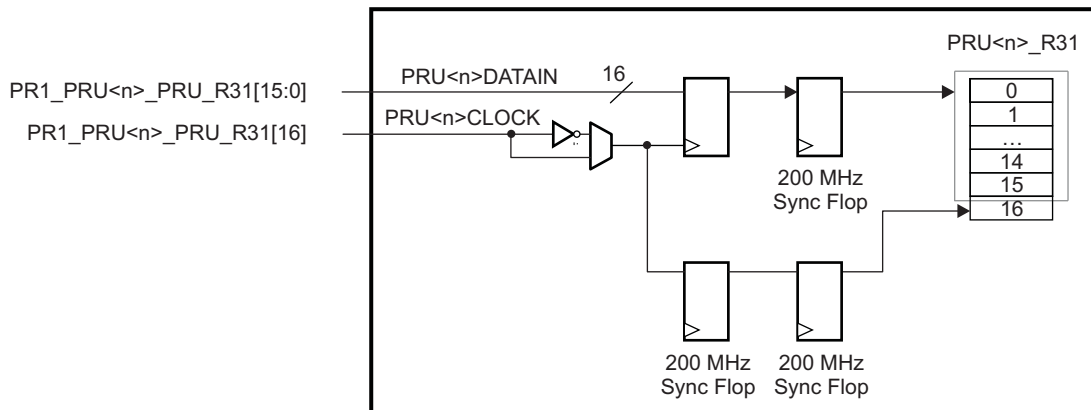 PRU<n>_R31
PRU<n>DATAIN
16
PR1_PRU<n>_PRU_R31[15:0]
0
PRU<n>CLOCK
1
PR1_PRU<n>_PRU_R31[16]
...
14
200 MHz
Sync Flop
15
16
200 MHz
Sync Flop
200 MHz
Sync Flop